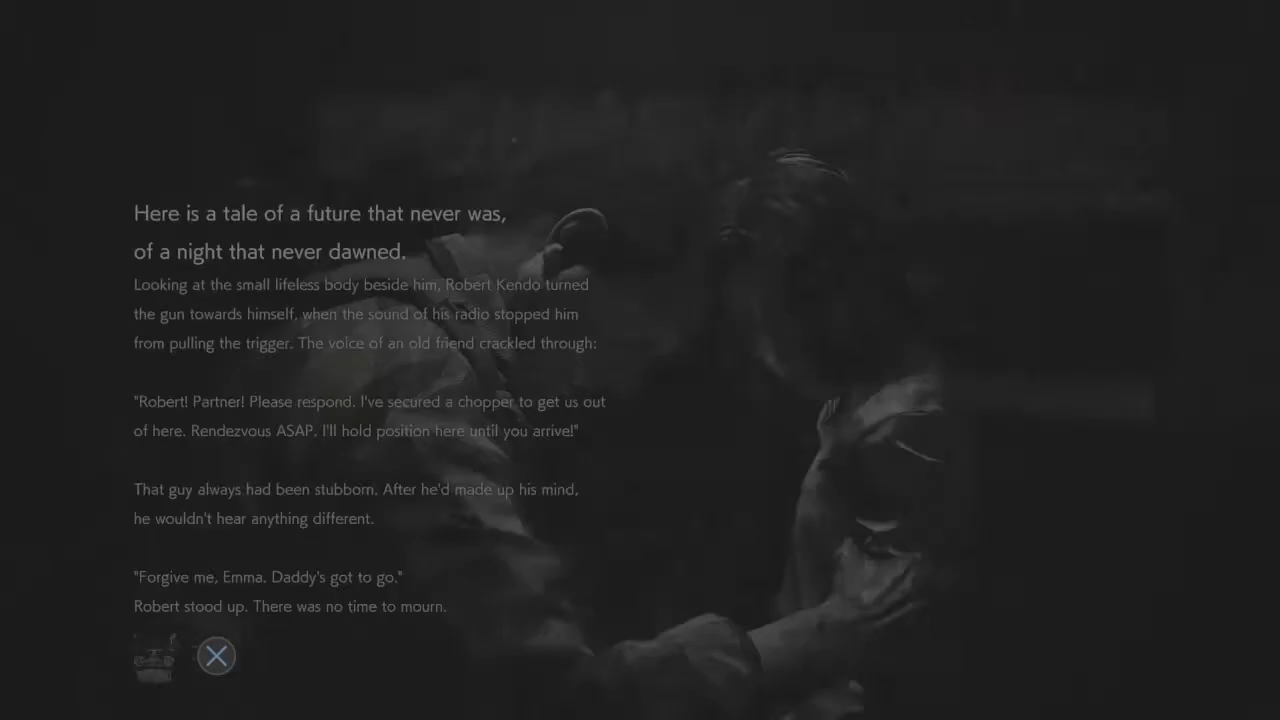 Here is a tale of a future that never was,
of a night that never dawned.
Looking at the small lifeless body beside him, Robert Kendo turned
the gun towards himself, when the sound of his radio stopped him
from pulling the trigger. The voice of an old friend crackled through:
"Robert! Partner! Please respond. I've secured a chopper to get us out
of here. Rendezvous ASAP. I'll hold position here until you arrive!"
That guy always had been stubborn. After he'd made up his mind,
he wouldn't hear anything different.
"Forgive me, Emma. Daddy's got to go."
Robert stood up. There was no time to mourn.